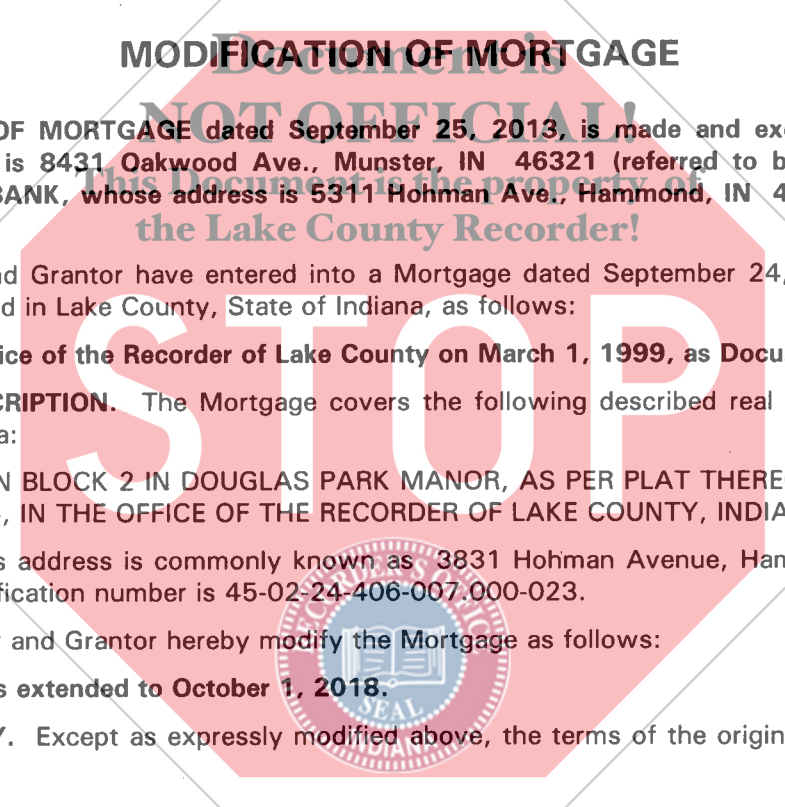 MODIFICATION OF MORTGAGE
Document is
OF MORTGAGE dated September 25, 2013, is made and exe
NOT OFFICIAL!
is 8431 Oakwood Ave., Munster, IN 46321 (referred to b
This Document is the property of
BANK, whose address is 5311 Hohman Ave., Hammond, IN 4
the Lake County Recorder!
nd Grantor have entered into a Mortgage dated September 24,
d in Lake County, State of Indiana, as follows:
STOP
ice of the Recorder of Lake County on March 1, 1999, as Docu
CRIPTION. The Mortgage covers the following described real
a:
N BLOCK 2 IN DOUGLAS PARK MANOR, AS PER PLAT THERE
, IN THE OFFICE OF THE RECORDER OF LAKE COUNTY, INDIA
s address is commonly known as 3831 Hohman Avenue, Ham
fication number is 45-02-24-406-007.000-023.
RECORDER'S OFFICE
y and Grantor hereby modify the Mortgage as follows:
s extended to October 1, 2018.
SEAL
Y. Except as expressly modified above, the terms of the origin
INDIANA